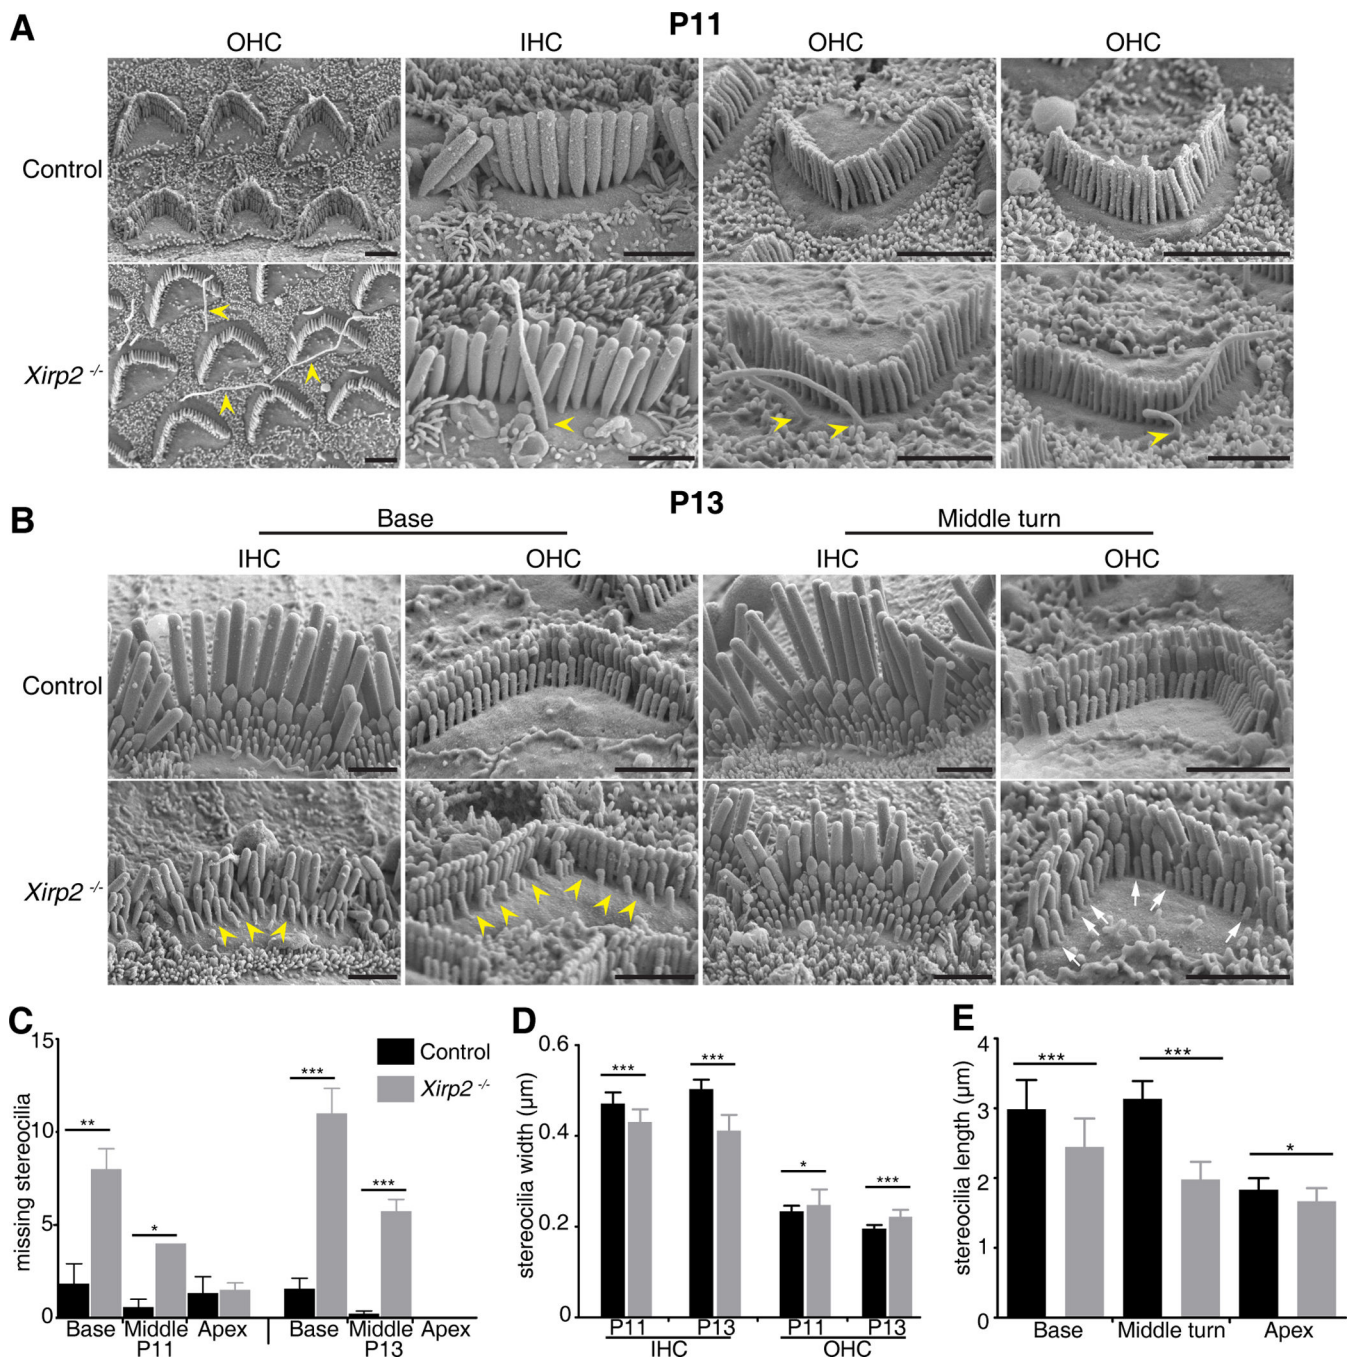 A
P11
OHC IHC OHC OHC
Control
Xirp2 -/-
B
P13
Base Middle turn
IHC OHC IHC OHC
Control
Xirp2 -/-
C
missing stereocilia
15
10
5
0
** * *** ***
Base Middle Apex Base Middle Apex
P11 P13
Control
Xirp2 -/-
D
stereocilia width (µm)
0.6
0.4
0.2
0
*** *** * ***
P11 P13 P11 P13
IHC OHC
E
stereocilia length (µm)
4
3
2
1
0
*** *** *
Base Middle turn Apex